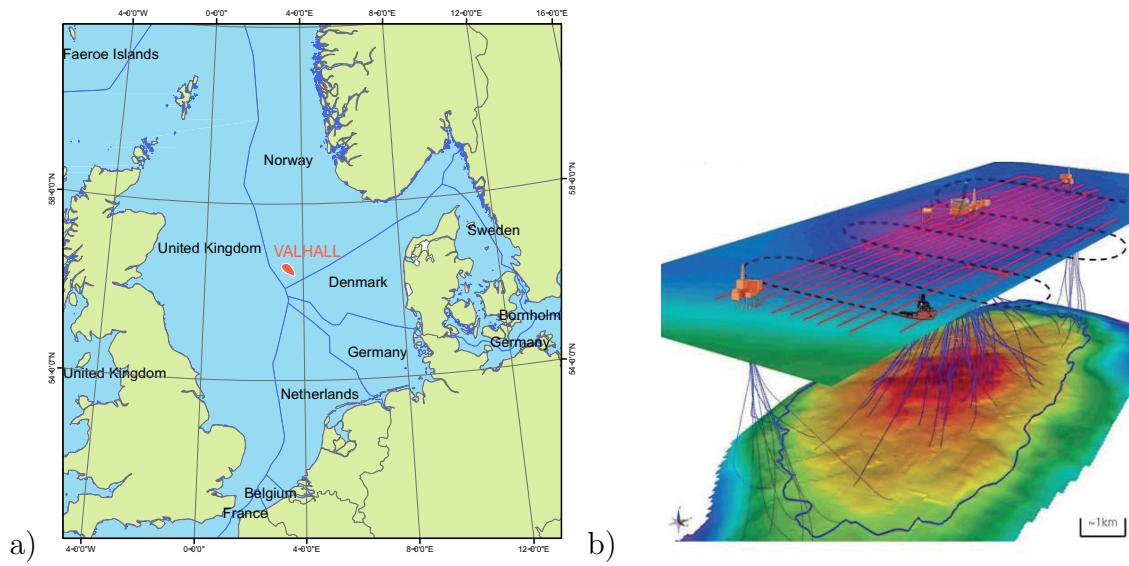 4°0'0"W 0°0'0" 4°0'0"E 8°0'0"E 12°0'0"E 16°0'0"E
Faeroe Islands
Norway
58°0'0"N 58°0'0"N
Sweden
United Kingdom VALHALL
Denmark
Bornholm
Germany Germany
54°0'0"N United Kingdom 54°0'0"N
Netherlands
Belgium
France
a) 4°0'0"W 0°0'0" 4°0'0"E 8°0'0"E 12°0'0"E
b) ~1km